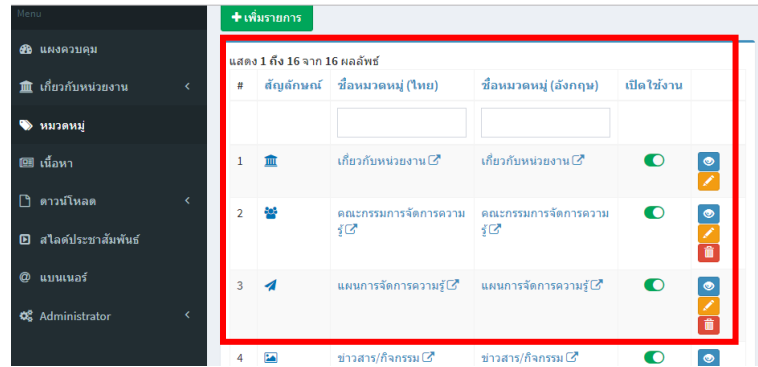 Menu
แผงควบคุม
เกี่ยวกับหน่วยงาน
หมวดหมู่
เนื้อหา
ดาวน์โหลด
สไลด์ประชาสัมพันธ์
@ แบนเนอร์
Administrator
เพิ่มรายการ
แสดง 1 ถึง 16 จาก 16 ผลลัพธ์
# สัญลักษณ์ ชื่อหมวดหมู่ (ไทย) ชื่อหมวดหมู่ (อังกฤษ) เปิดใช้งาน
1 เกี่ยวกับหน่วยงาน เกี่ยวกับหน่วยงาน
2 คณะกรรมการจัดการความ คณะกรรมการจัดการความ
รู้ รู้
3 แผนการจัดการความรู้ แผนการจัดการความรู้
4 ข่าวสาร/กิจกรรม ข่าวสาร/กิจกรรม